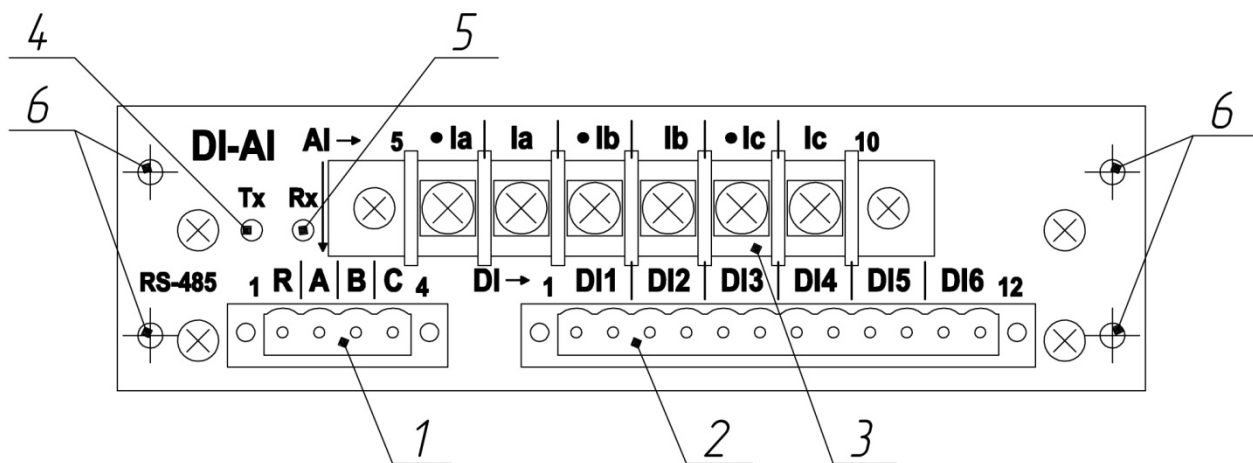 4
5
6
6
DI-AI
AI → 5 •Ia | Ia | •Ib | Ib | •Ic | Ic 10
Tx Rx
RS-485 1 R | A | B | C 4 DI → 1 DI1 | DI2 | DI3 | DI4 | DI5 | DI6 12
1
2
3